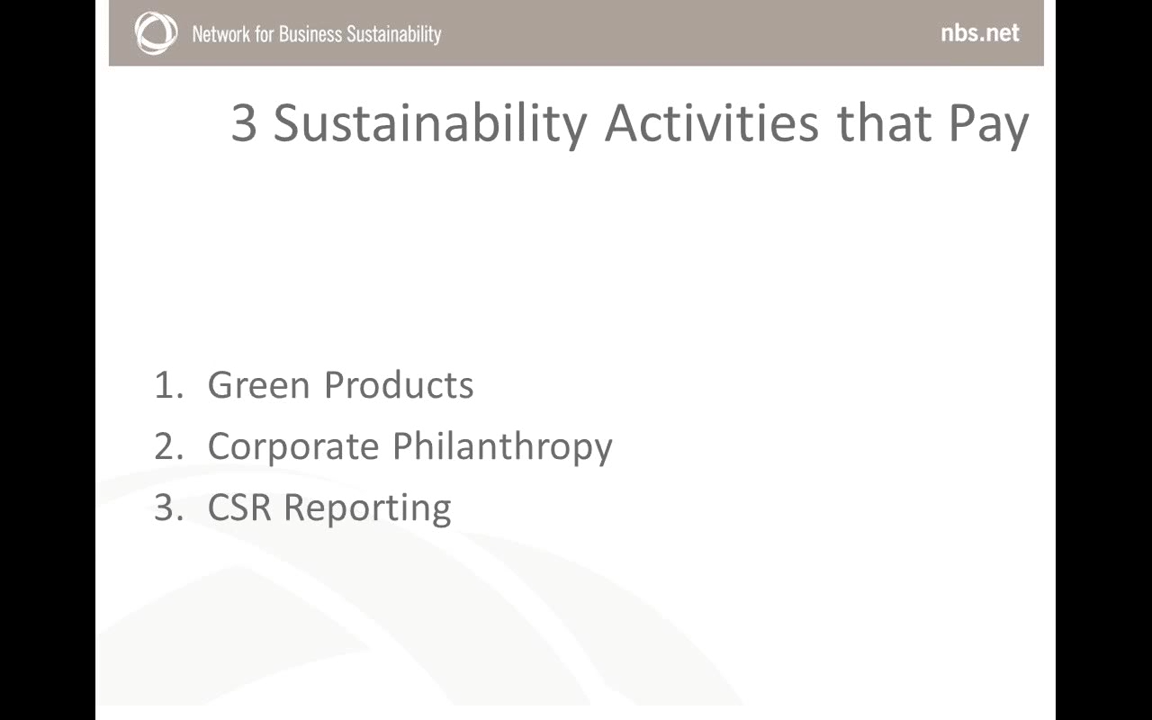 Network for Business Sustainability
nbs.net
3 Sustainability Activities that Pay
1. Green Products
2. Corporate Philanthropy
3. CSR Reporting